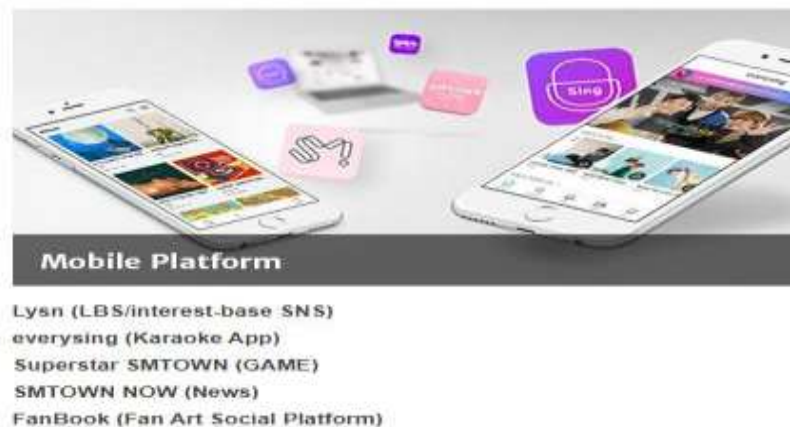 Sing
Mobile Platform
Lysn (LBS/interest-base SNS)
everysing (Karaoke App)
Superstar SMTOWN (GAME)
SMTOWN NOW (News)
FanBook (Fan Art Social Platform)